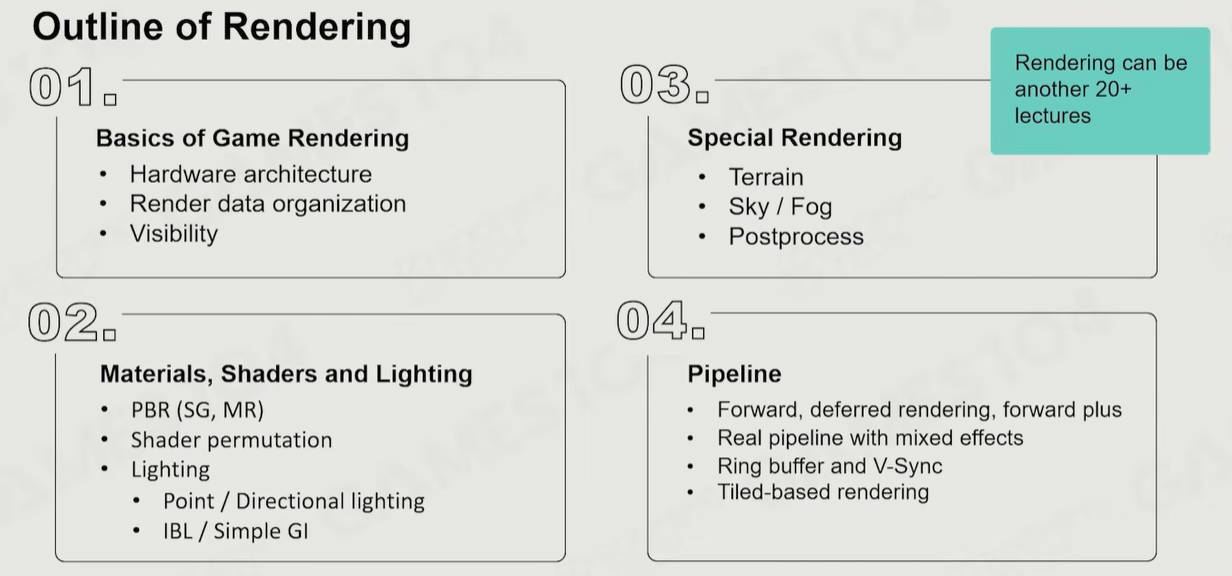 Outline of Rendering
01.
Basics of Game Rendering
• Hardware architecture
• Render data organization
• Visibility
02.
Materials, Shaders and Lighting
• PBR (SG, MR)
• Shader permutation
• Lighting
• Point / Directional lighting
• IBL / Simple GI
03.
Rendering can be
another 20+
lectures
Special Rendering
• Terrain
• Sky / Fog
• Postprocess
04.
Pipeline
• Forward, deferred rendering, forward plus
• Real pipeline with mixed effects
• Ring buffer and V-Sync
• Tiled-based rendering
GAMES104